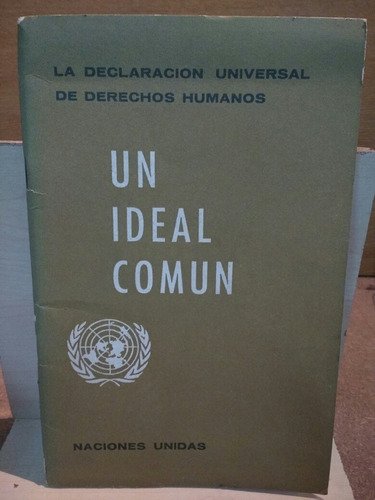 LA DECLARACION UNIVERSAL
DE DERECHOS HUMANOS
UN
IDEAL
COMUN
NACIONES UNIDAS